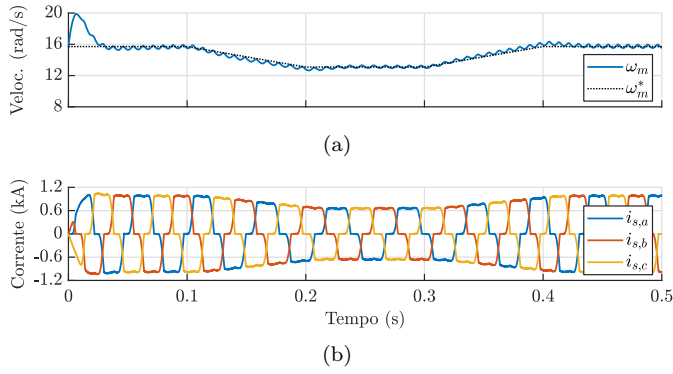 20
16
12
8
Veloc. (rad/s)
ω_m
ω_m^*
(a)
1.2
0.6
0
-0.6
-1.2
Corrente (kA)
i_{s,a}
i_{s,b}
i_{s,c}
0 0.1 0.2 0.3 0.4 0.5
Tempo (s)
(b)